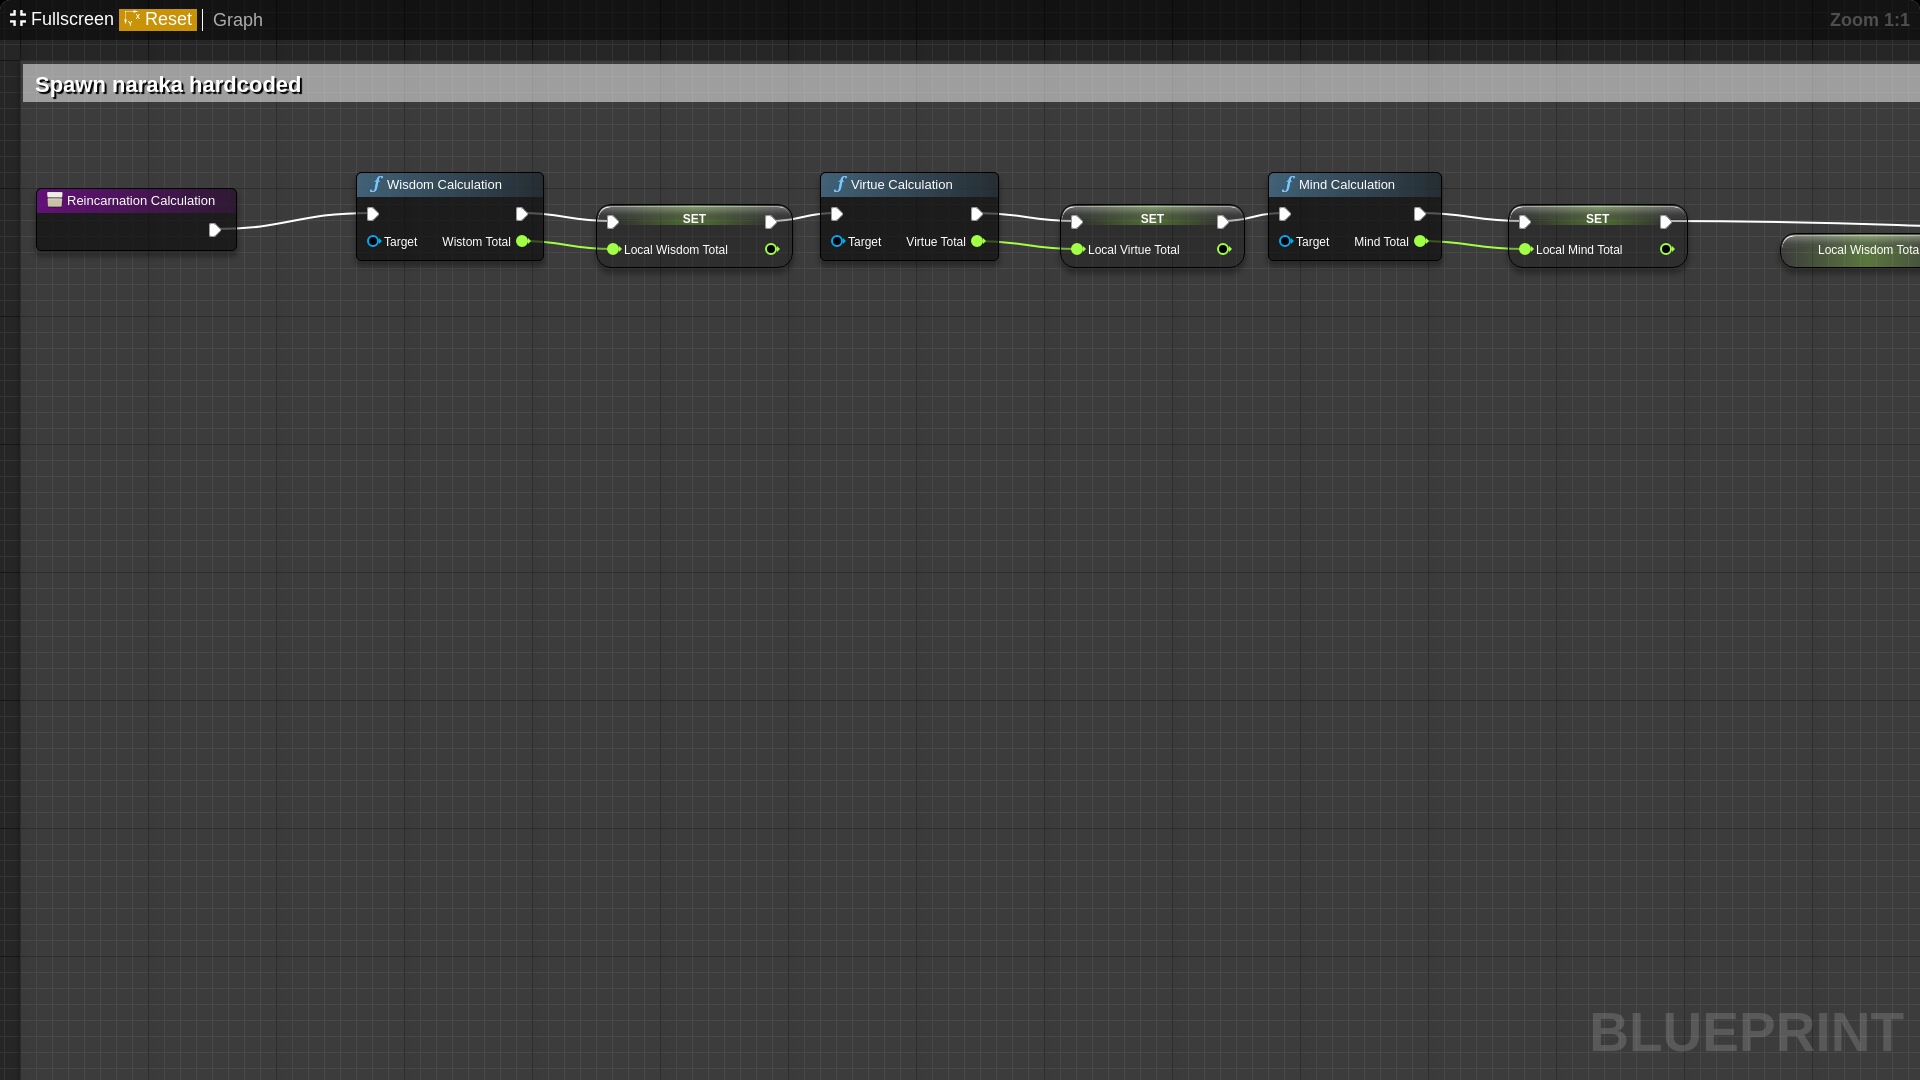 Fullscreen Reset Graph Zoom 1:1
Spawn naraka hardcoded
Reincarnation Calculation
Wisdom Calculation
Target Wistom Total
SET
Local Wisdom Total
Virtue Calculation
Target Virtue Total
SET
Local Virtue Total
Mind Calculation
Target Mind Total
SET
Local Mind Total
Local Wisdom Tota
BLUEPRINT